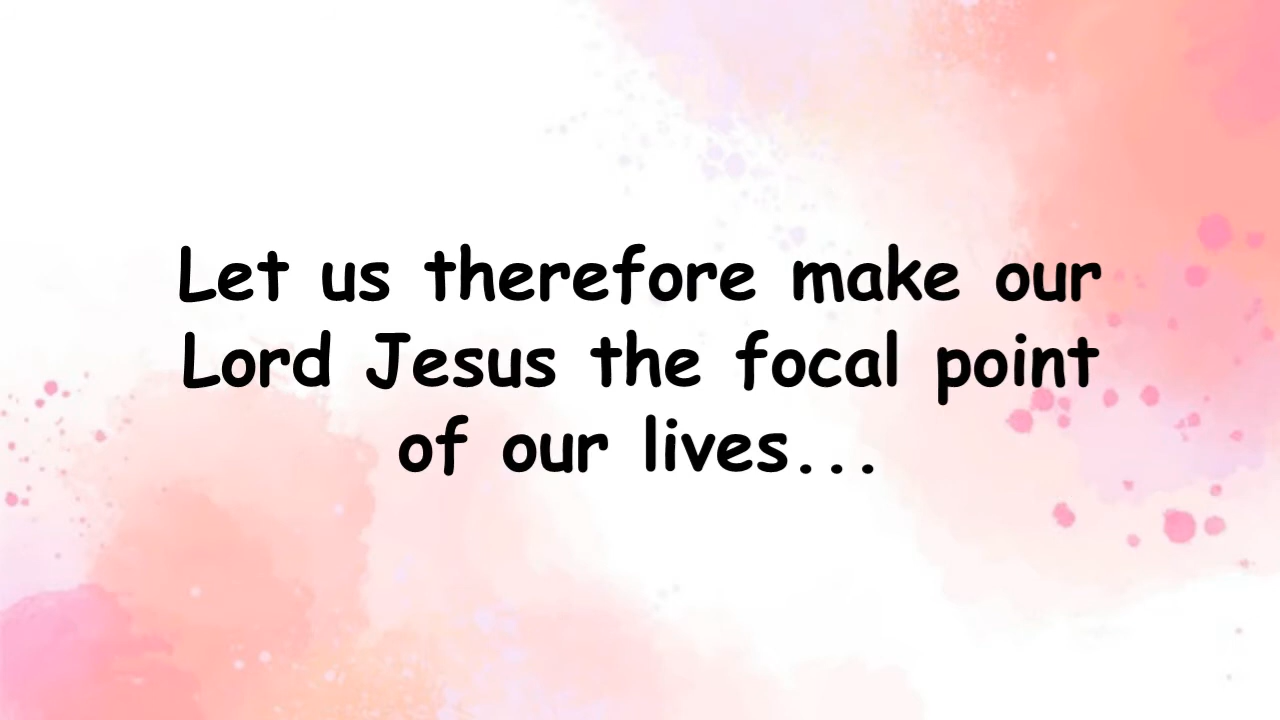 Let us therefore make our
Lord Jesus the focal point
of our lives...